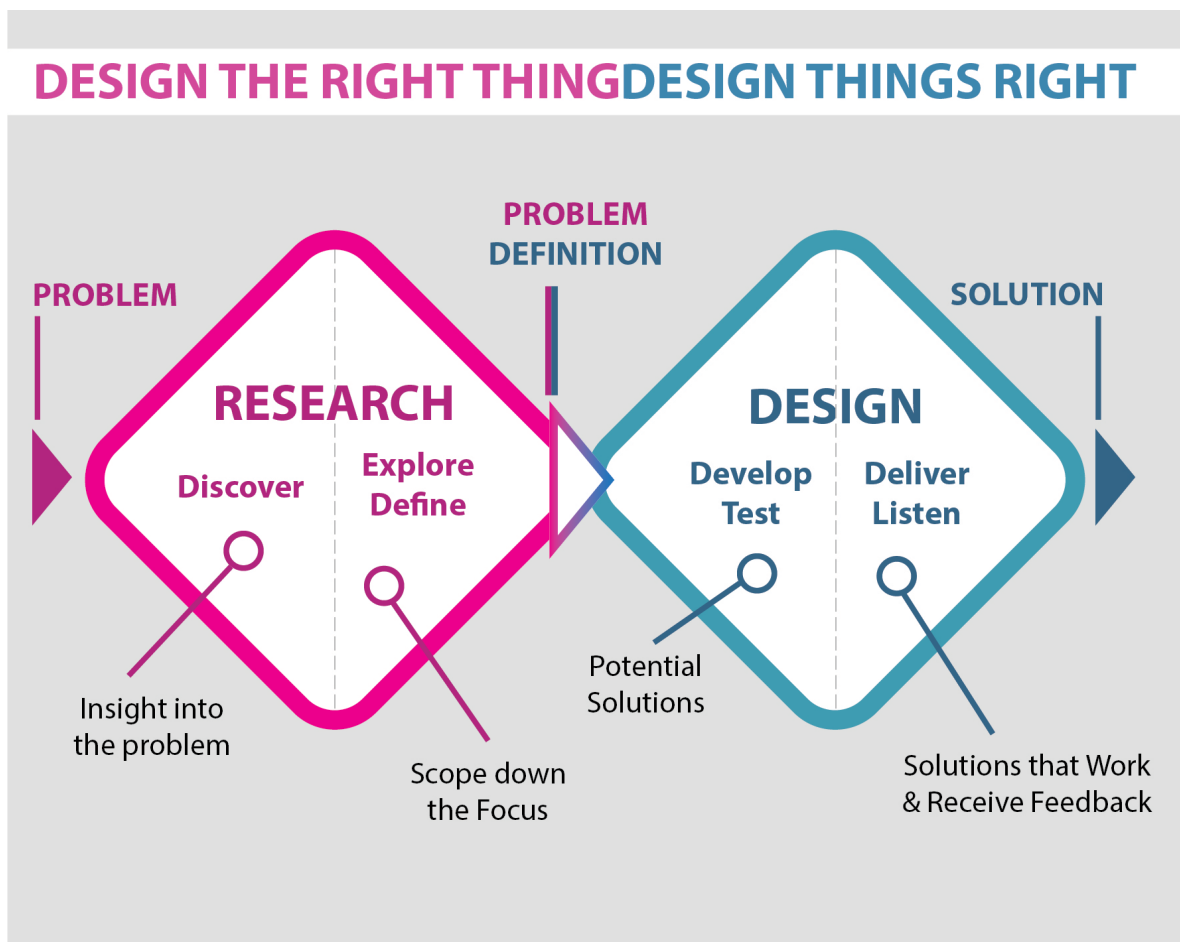 DESIGN THE RIGHT THINGDESIGN THINGS RIGHT
PROBLEM
DEFINITION
PROBLEM
SOLUTION
RESEARCH
Discover
Explore
Define
DESIGN
Develop
Test
Deliver
Listen
Insight into
the problem
Scope down
the Focus
Potential
Solutions
Solutions that Work
& Receive Feedback